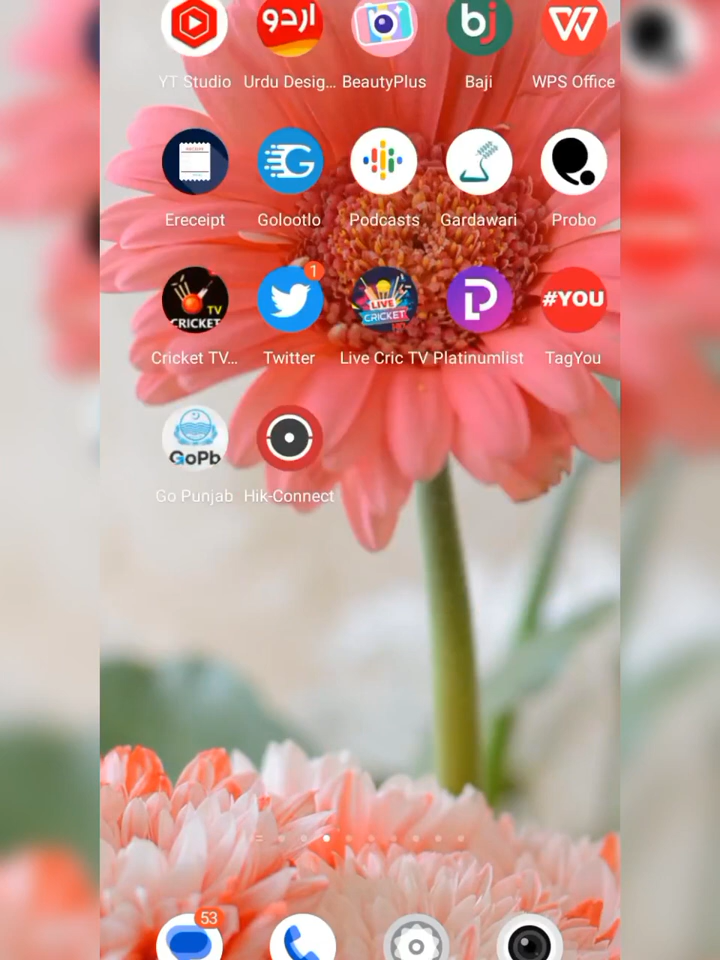 اردو
bj
YT Studio
Urdu Desig...
BeautyPlus
Baji
WPS Office
Ereceipt
Golootlo
Podcasts
Gardawari
Probo
TV
CRICKET
1
LIVE
CRICKET
HD
#YOU
Cricket TV...
Twitter
Live Cric TV
Platinumlist
TagYou
GoPb
Go Punjab
Hik-Connect
53